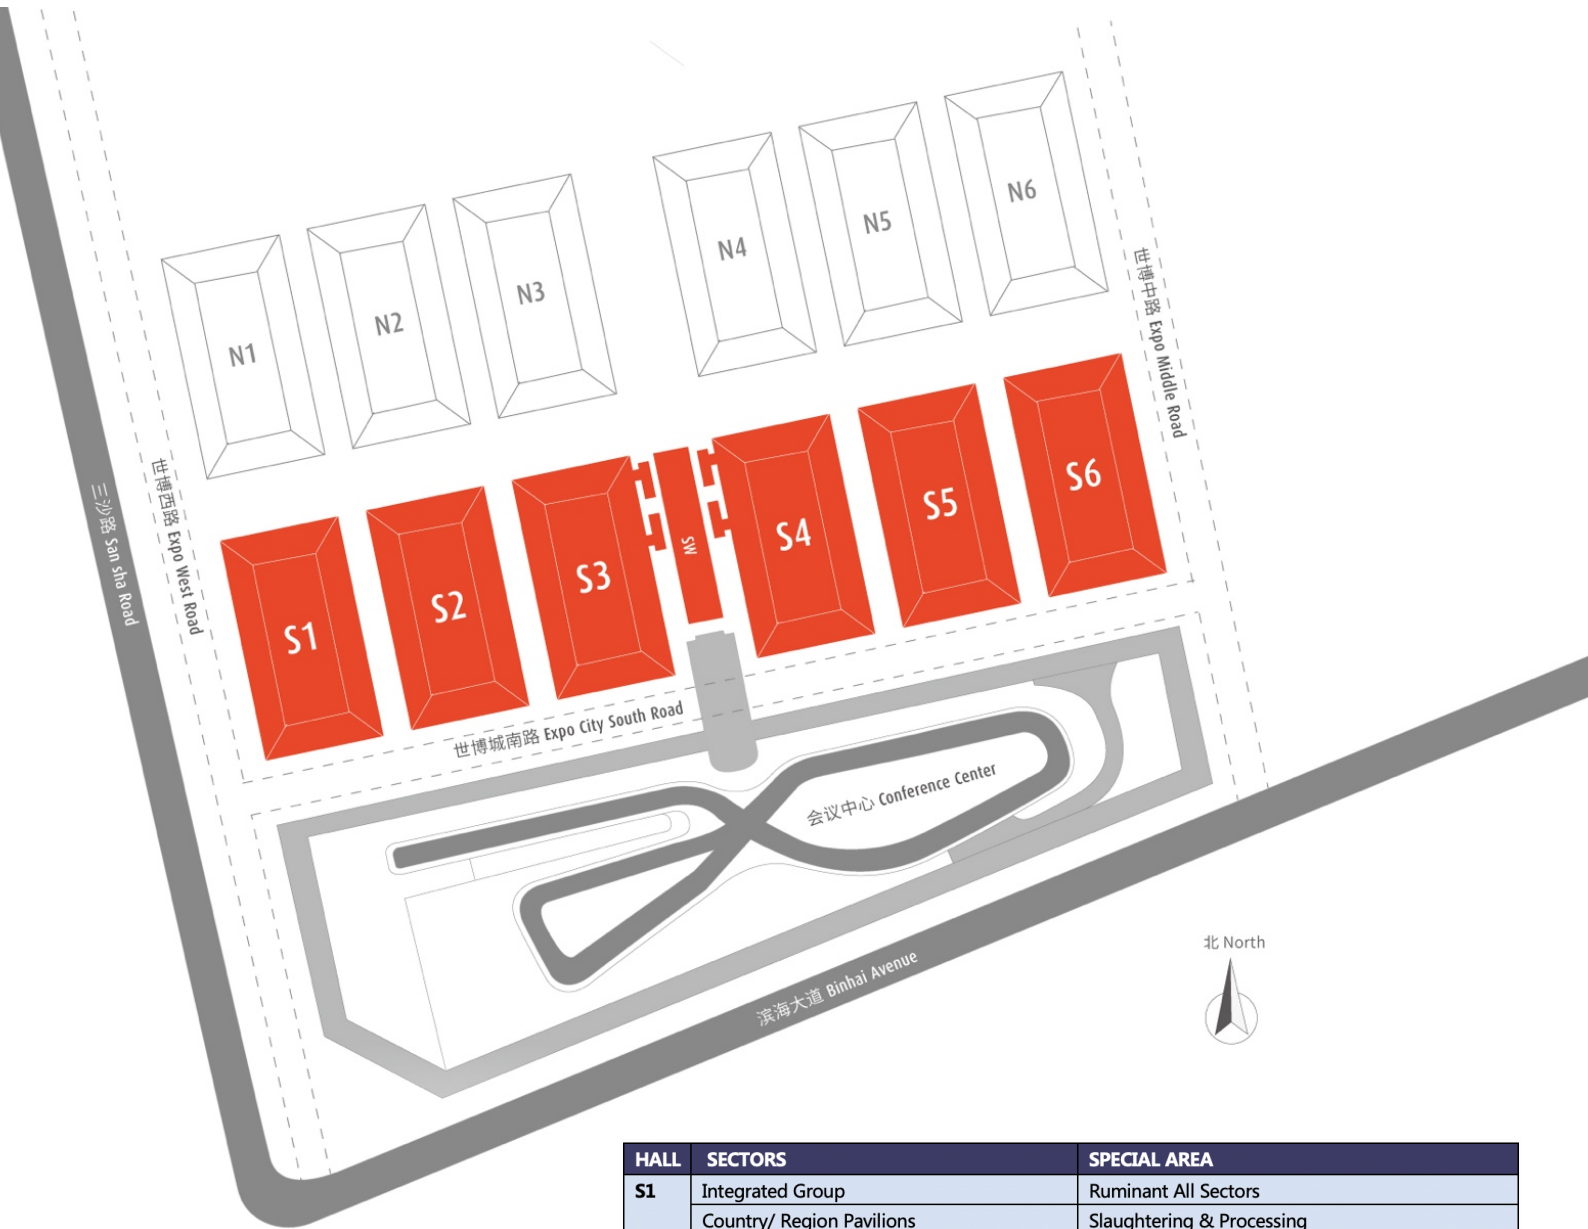 N1
N2
N3
N4
N5
N6
S1
S2
S3
SW
S4
S5
S6
三沙路 San sha Road
世博西路 Expo West Road
世博中路 Expo Middle Road
世博城南路 Expo City South Road
会议中心 Conference Center
滨海大道 Binhai Avenue
北 North
HALL SECTORS SPECIAL AREA
S1 Integrated Group Ruminant All Sectors
Country/ Region Pavilions Slaughtering & Processing